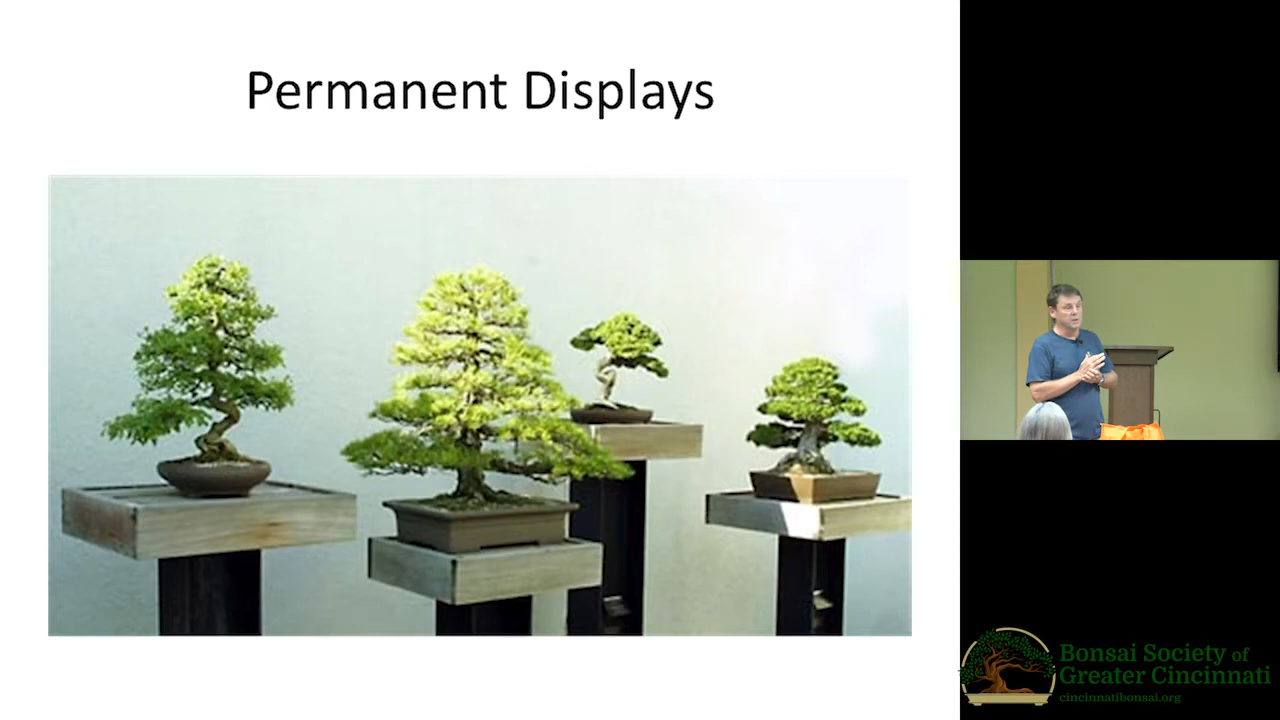 Permanent Displays
Bonsai Society of
Greater Cincinnati
cincinnatibonsai.org